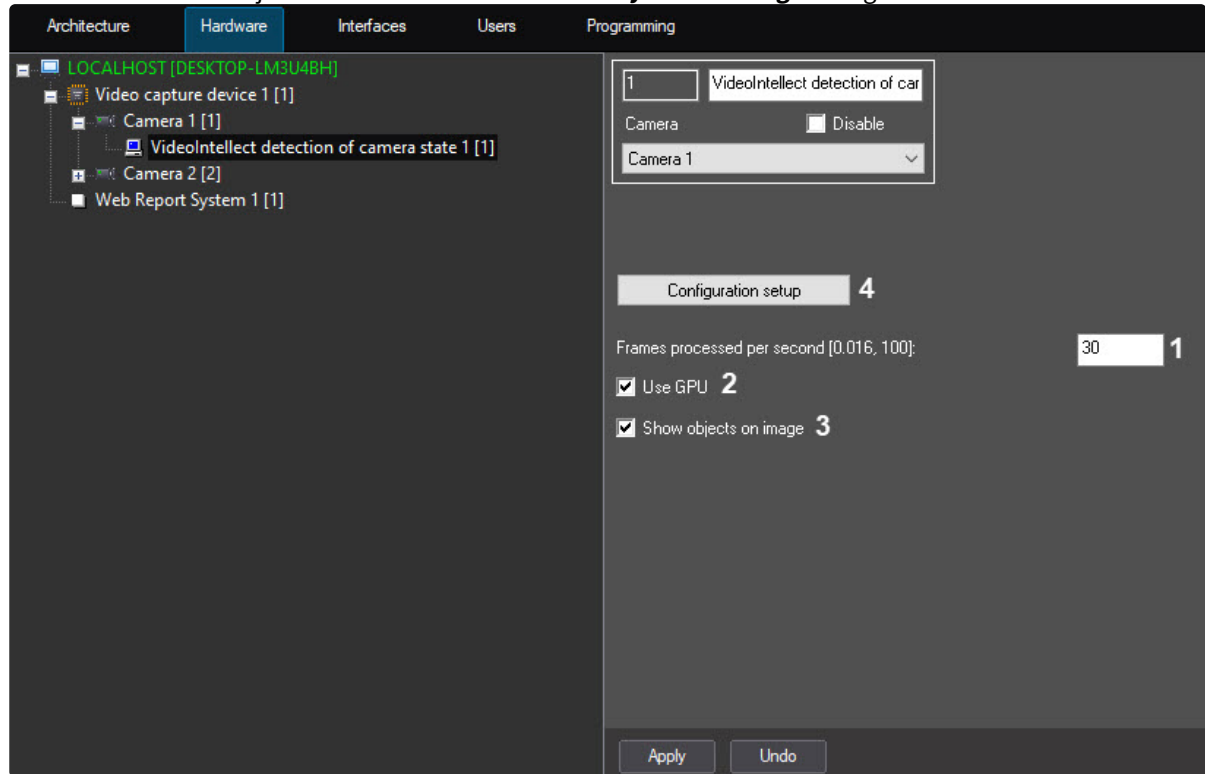 Architecture Hardware Interfaces Users Programming
LOCALHOST [DESKTOP-LM3U4BH]
Video capture device 1 [1]
Camera 1 [1]
VideoIntellect detection of camera state 1 [1]
Camera 2 [2]
Web Report System 1 [1]
1 VideoIntellect detection of car
Camera Disable
Camera 1
Configuration setup 4
Frames processed per second [0.016, 100]: 30 1
Use GPU 2
Show objects on image 3
Apply Undo